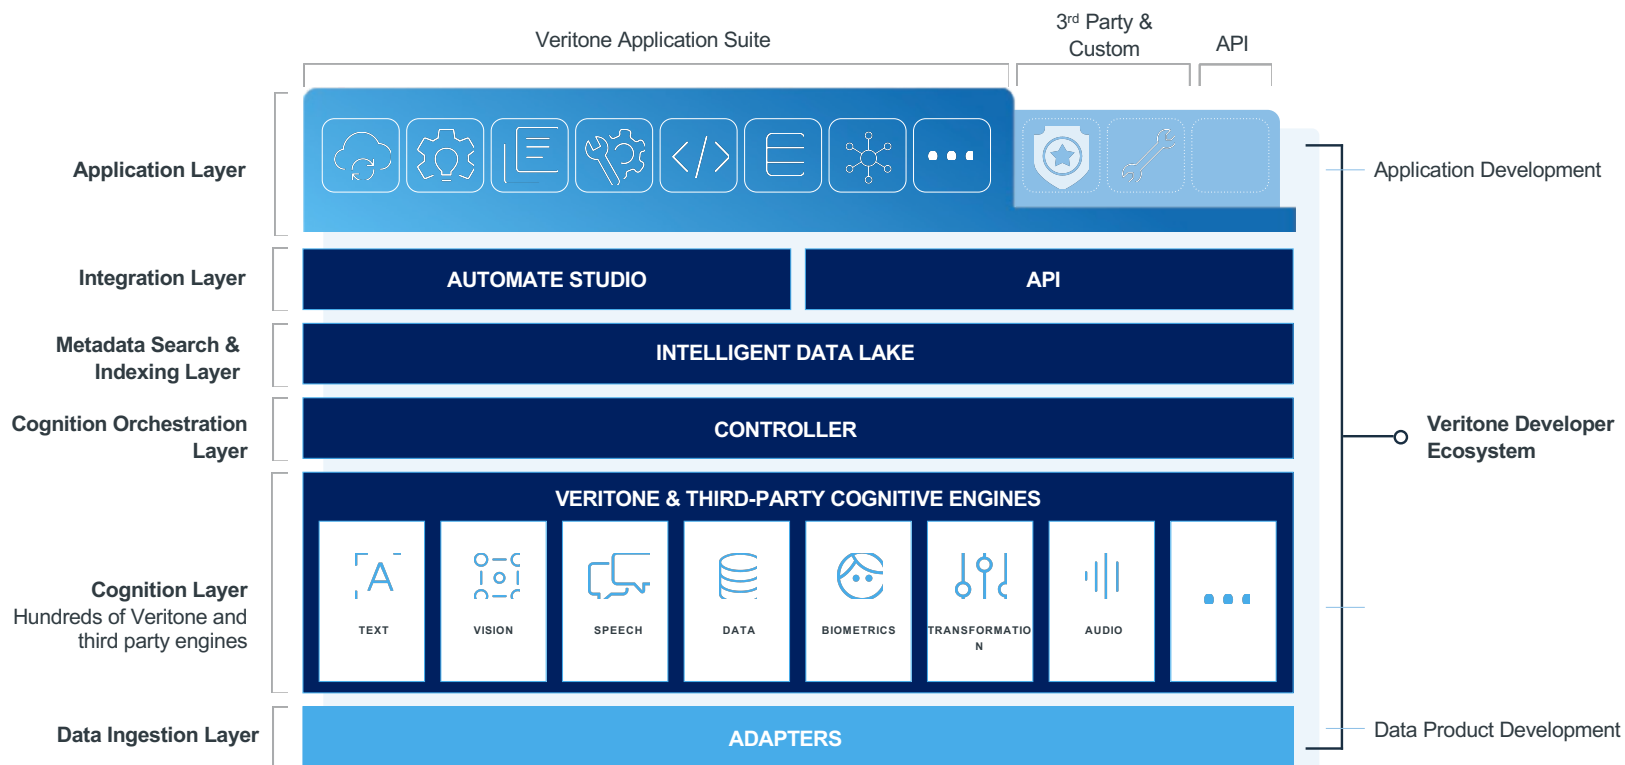 Veritone Application Suite
3rd Party &
Custom
API
Application Layer
Application Development
Integration Layer
AUTOMATE STUDIO
API
Metadata Search &
Indexing Layer
INTELLIGENT DATA LAKE
Cognition Orchestration
Layer
CONTROLLER
Veritone Developer
Ecosystem
VERITONE & THIRD-PARTY COGNITIVE ENGINES
Cognition Layer
Hundreds of Veritone and
third party engines
A
TEXT
VISION
SPEECH
DATA
BIOMETRICS
TRANSFORMATIO
N
AUDIO
Data Ingestion Layer
ADAPTERS
Data Product Development